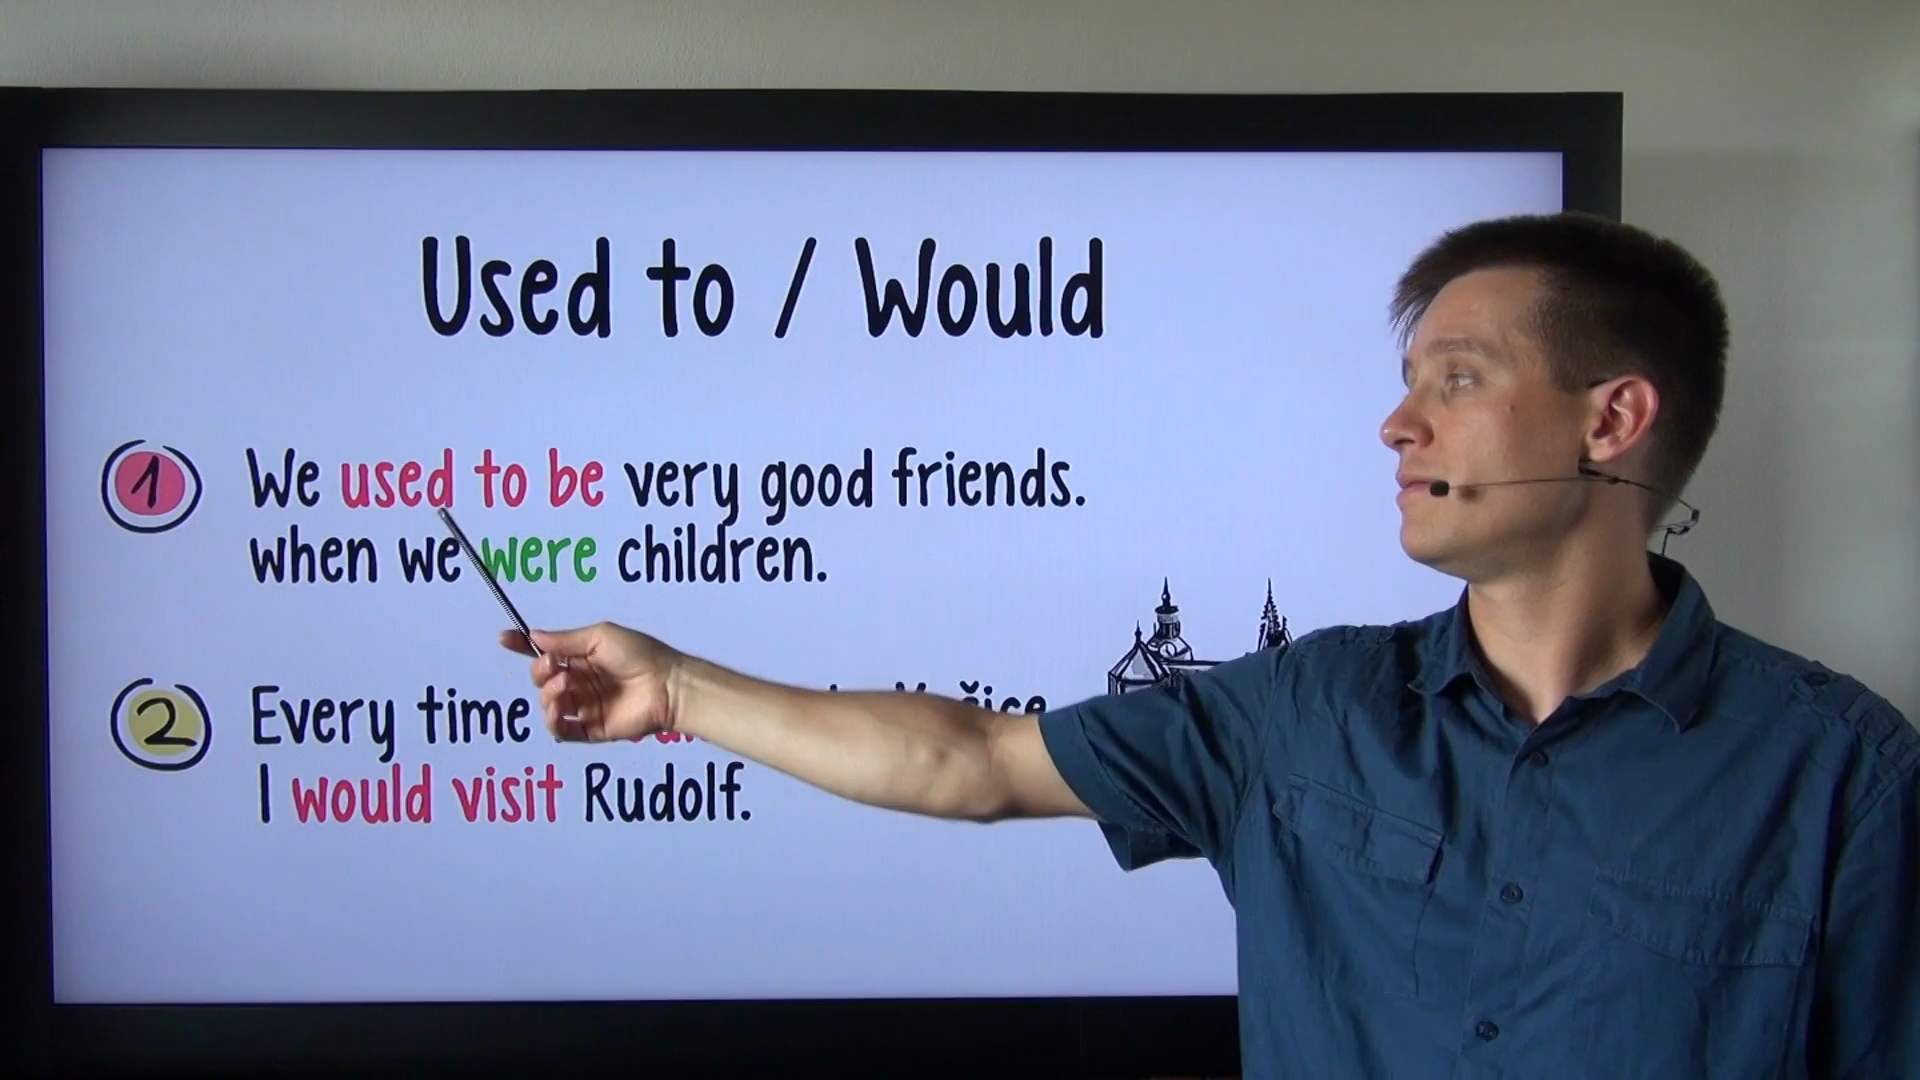 Used to / Would
1 We used to be very good friends.
when we were children.
2 Every time
I would visit Rudolf.